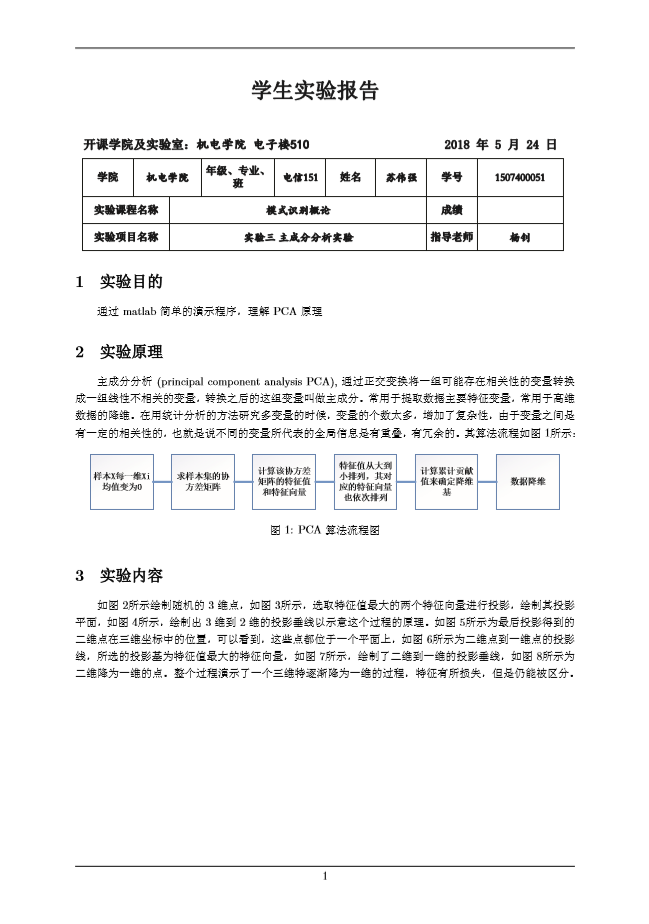 学生实验报告
开课学院及实验室：机电学院 电子楼510 2018 年 5 月 24 日
学院 机电学院 年级、专业、班 电信151 姓名 苏伟强 学号 1507400051
实验课程名称 模式识别概论 成绩
实验项目名称 实验三 主成分分析实验 指导老师 杨钊
1 实验目的
通过 matlab 简单的演示程序，理解 PCA 原理
2 实验原理
主成分分析 (principal component analysis PCA), 通过正交变换将一组可能存在相关性的变量转换
成一组线性不相关的变量，转换之后的这组变量叫做主成分。常用于提取数据主要特征变量，常用于高维
数据的降维。在用统计分析的方法研究多变量的时候，变量的个数太多，增加了复杂性，由于变量之间是
有一定的相关性的，也就是说不同的变量所代表的全局信息是有重叠，有冗余的。其算法流程如图 1所示：
样本X每一维Xi均值变为0
求样本集的协方差矩阵
计算该协方差矩阵的特征值和特征向量
特征值从大到小排列，其对应的特征向量也依次排列
计算累计贡献值来确定降维基
数据降维
图 1: PCA 算法流程图
3 实验内容
如图 2所示绘制随机的 3 维点，如图 3所示，选取特征值最大的两个特征向量进行投影，绘制其投影
平面，如图 4所示，绘制出 3 维到 2 维的投影垂线以示意这个过程的原理。如图 5所示为最后投影得到的
二维点在三维坐标中的位置，可以看到，这些点都位于一个平面上，如图 6所示为二维点到一维点的投影
线，所选的投影基为特征值最大的特征向量，如图 7所示，绘制了二维到一维的投影垂线，如图 8所示为
二维降为一维的点。整个过程演示了一个三维特逐渐降为一维的过程，特征有所损失，但是仍能被区分。
1